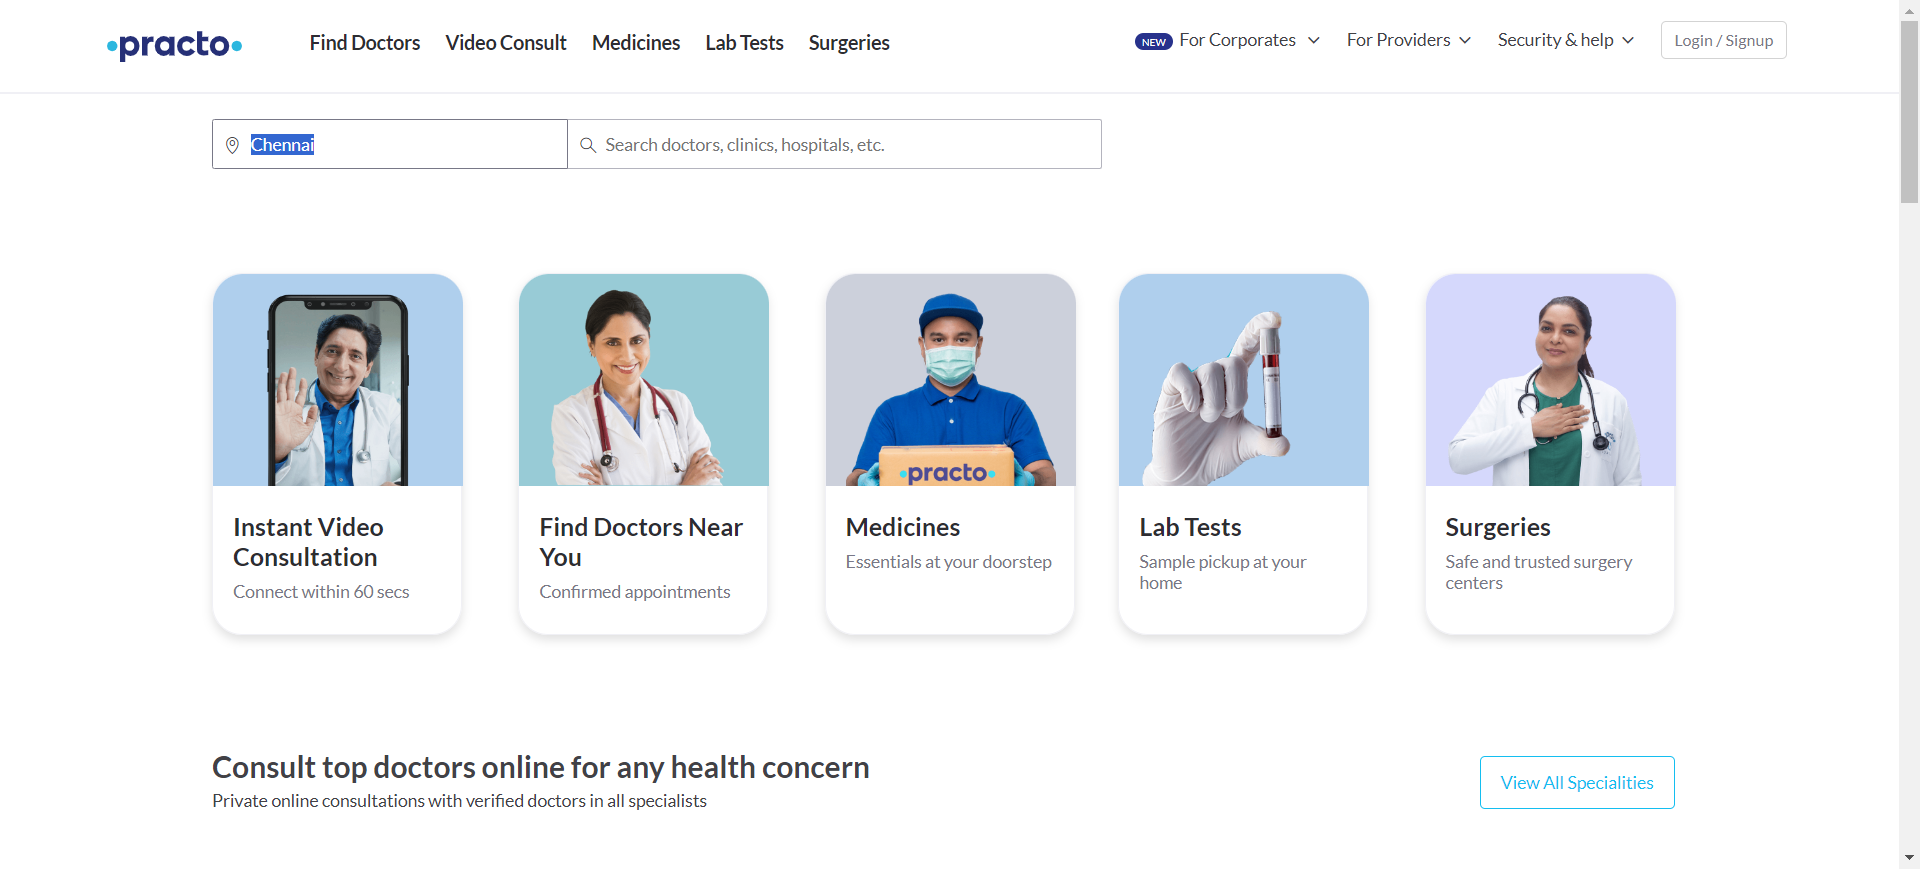 practo
Find Doctors Video Consult Medicines Lab Tests Surgeries
NEW For Corporates For Providers Security & help Login / Signup
Chennai
Search doctors, clinics, hospitals, etc.
practo
Instant Video
Consultation
Connect within 60 secs
Find Doctors Near
You
Confirmed appointments
Medicines
Essentials at your doorstep
Lab Tests
Sample pickup at your
home
Surgeries
Safe and trusted surgery
centers
Consult top doctors online for any health concern
Private online consultations with verified doctors in all specialists
View All Specialities